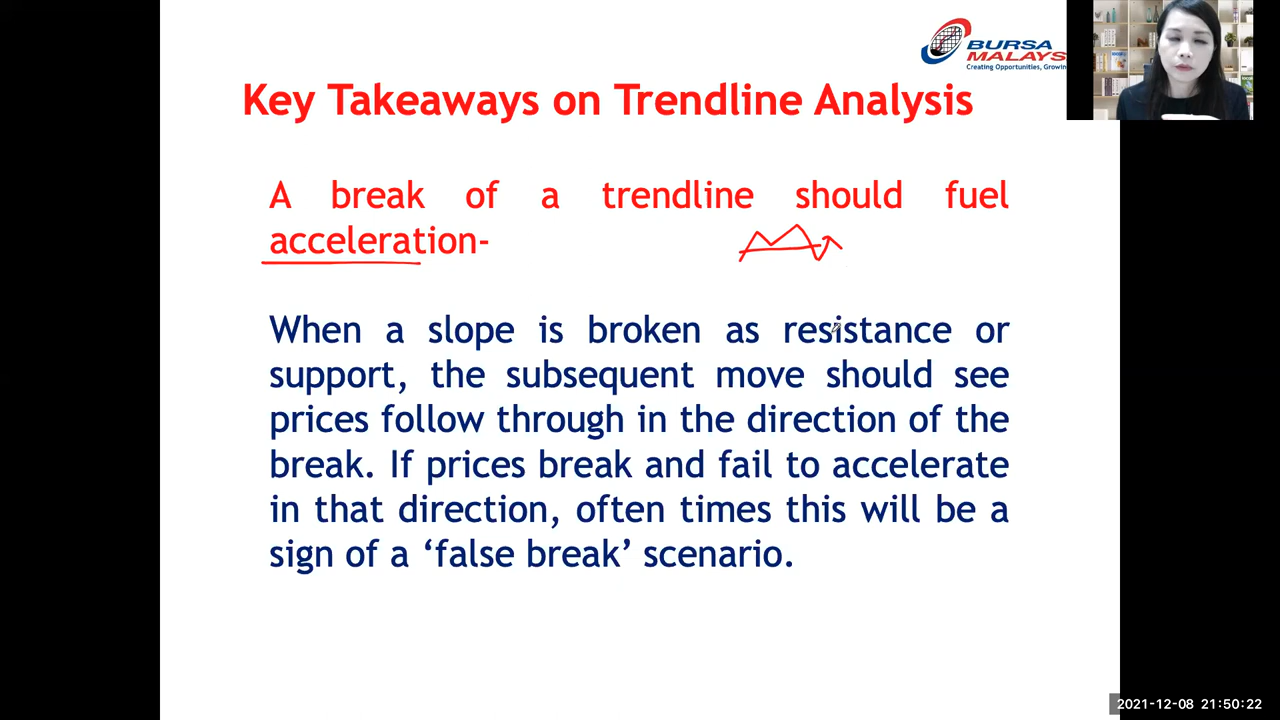 BURSA
MALAYS
Creating Opportunities, Growin
Key Takeaways on Trendline Analysis
A break of a trendline should fuel
acceleration-
When a slope is broken as resistance or
support, the subsequent move should see
prices follow through in the direction of the
break. If prices break and fail to accelerate
in that direction, often times this will be a
sign of a ‘false break’ scenario.
2021-12-08 21:50:22